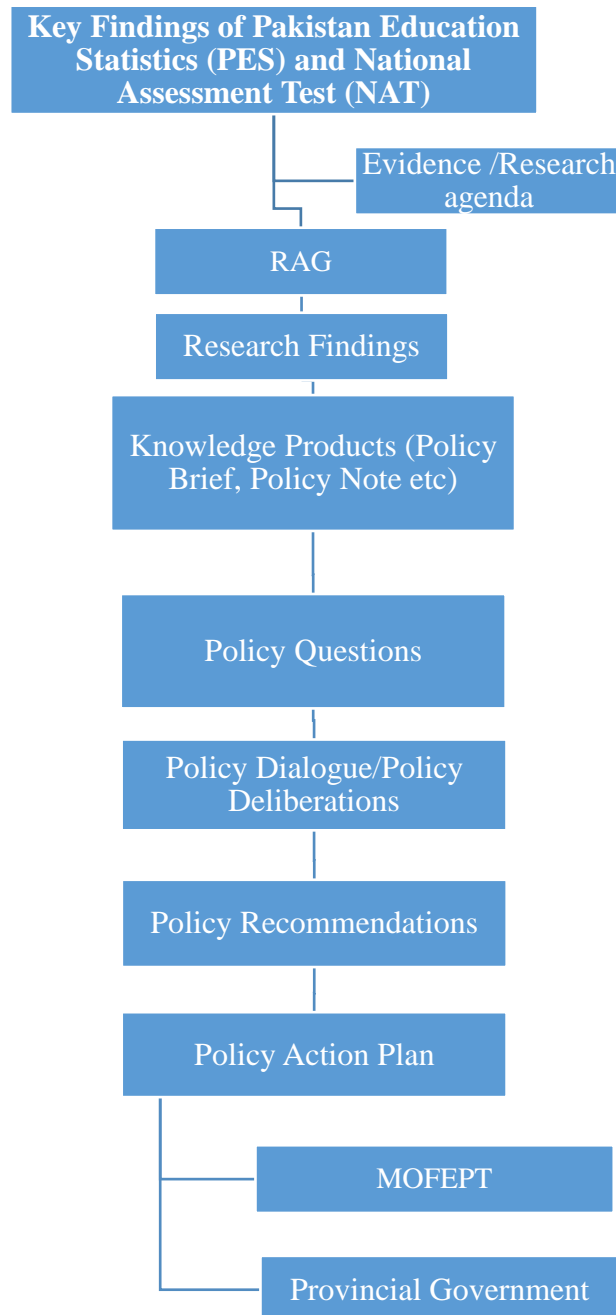 Key Findings of Pakistan Education
Statistics (PES) and National
Assessment Test (NAT)
Evidence /Research
agenda
RAG
Research Findings
Knowledge Products (Policy
Brief, Policy Note etc)
Policy Questions
Policy Dialogue/Policy
Deliberations
Policy Recommendations
Policy Action Plan
MOFEPT
Provincial Government